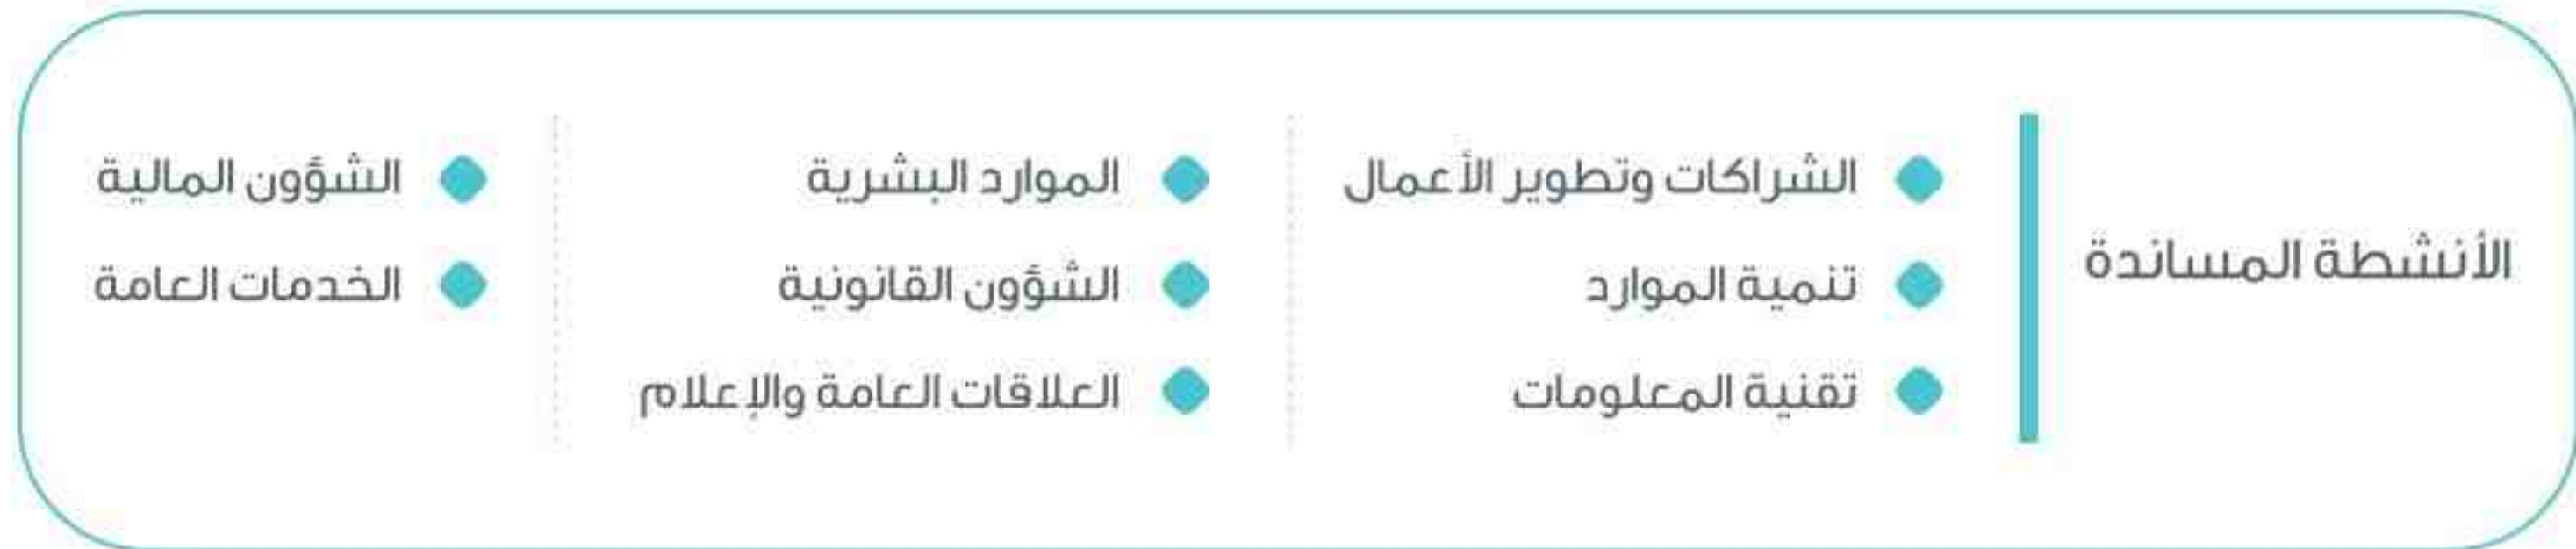 الأنشطة المساندة
الشراكات وتطوير الأعمال
تنمية الموارد
تقنية المعلومات
الموارد البشرية
الشؤون القانونية
العلاقات العامة والإعلام
الشؤون المالية
الخدمات العامة